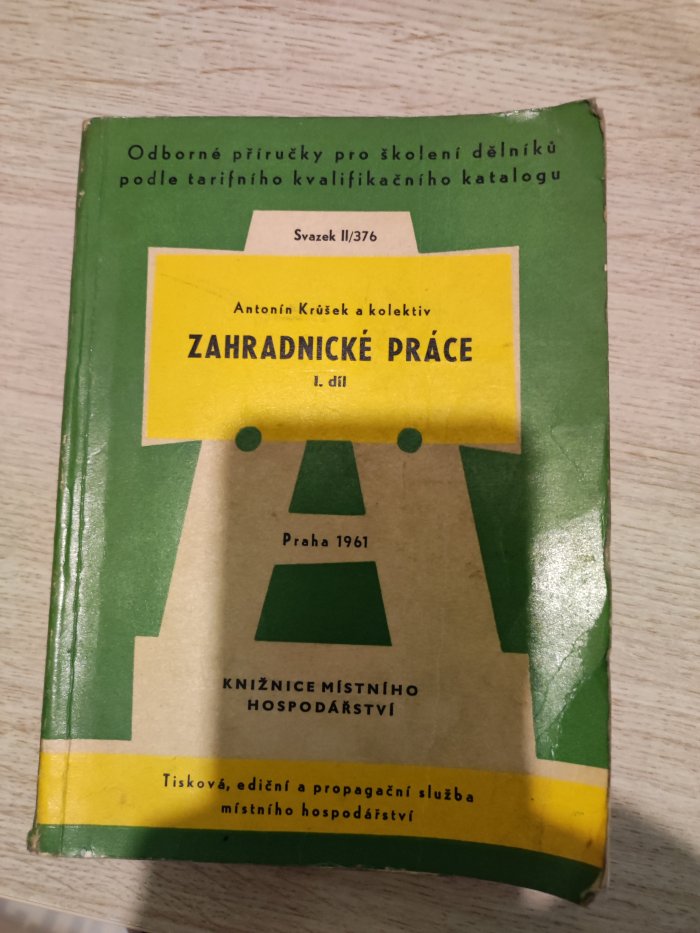 Odborné příručky pro školení dělníků
podle tarifního kvalifikačního katalogu
Svazek II/376
Antonín Krůšek a kolektiv
ZAHRADNICKÉ PRÁCE
I. díl
Praha 1961
KNIŽNICE MÍSTNÍHO
HOSPODÁŘSTVÍ
Tisková, ediční a propagační služba
místního hospodářství